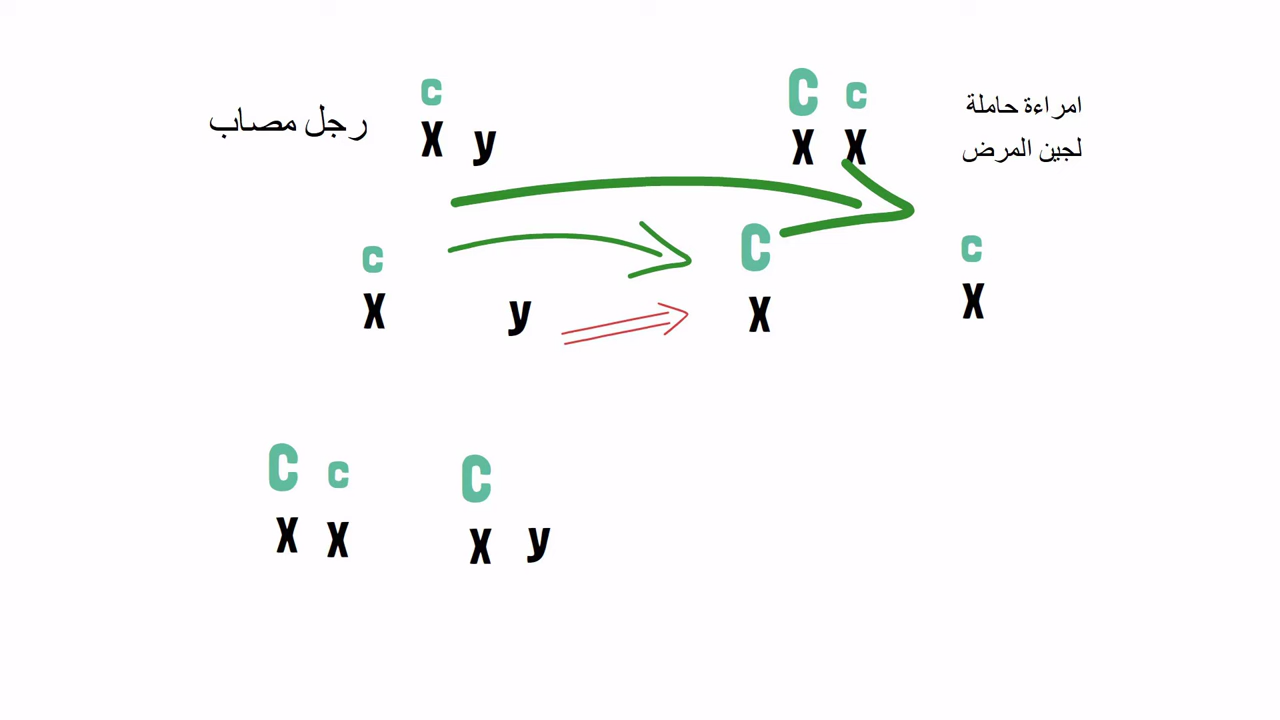 c C c
رجل مصاب X y X X امراءة حاملة
لجين المرض
c C c
X y X X
C c C
X X X y